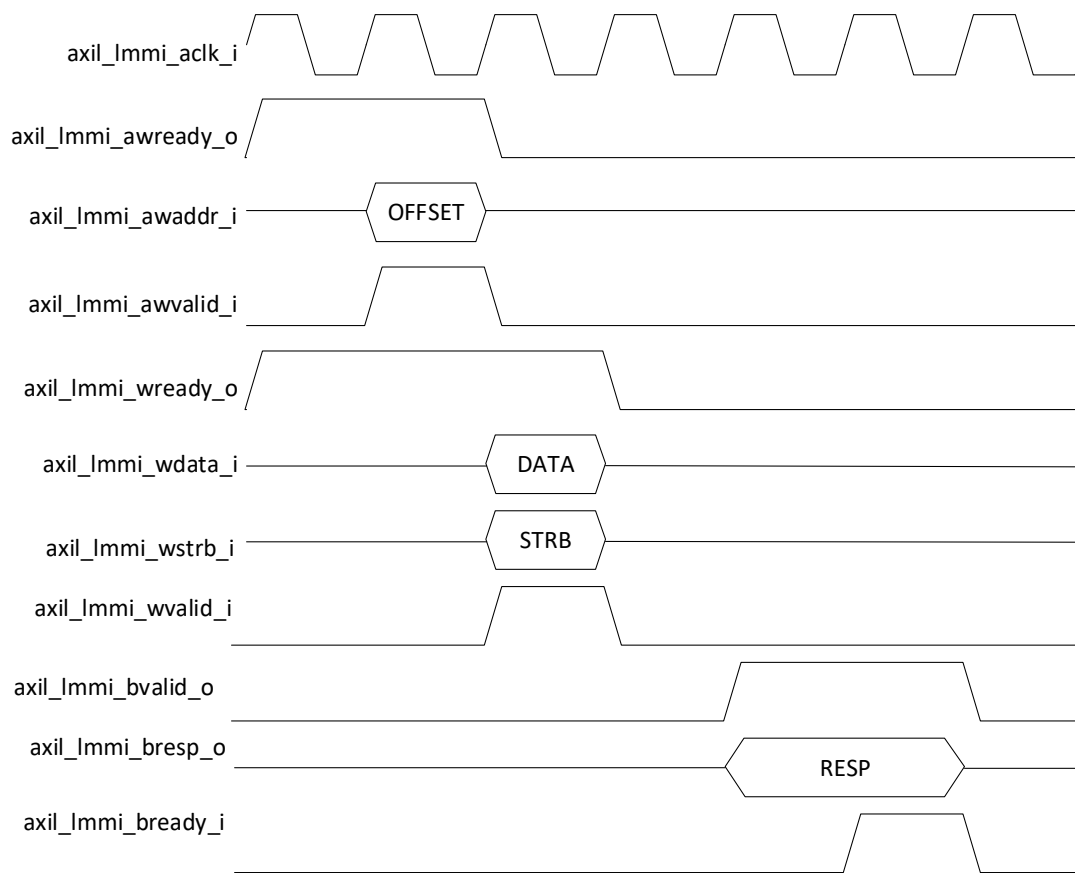 axil_lmmi_aclk_i
axil_lmmi_awready_o
axil_lmmi_awaddr_i
OFFSET
axil_lmmi_awvalid_i
axil_lmmi_wready_o
axil_lmmi_wdata_i
DATA
axil_lmmi_wstrb_i
STRB
axil_lmmi_wvalid_i
axil_lmmi_bvalid_o
axil_lmmi_bresp_o
RESP
axil_lmmi_bready_i